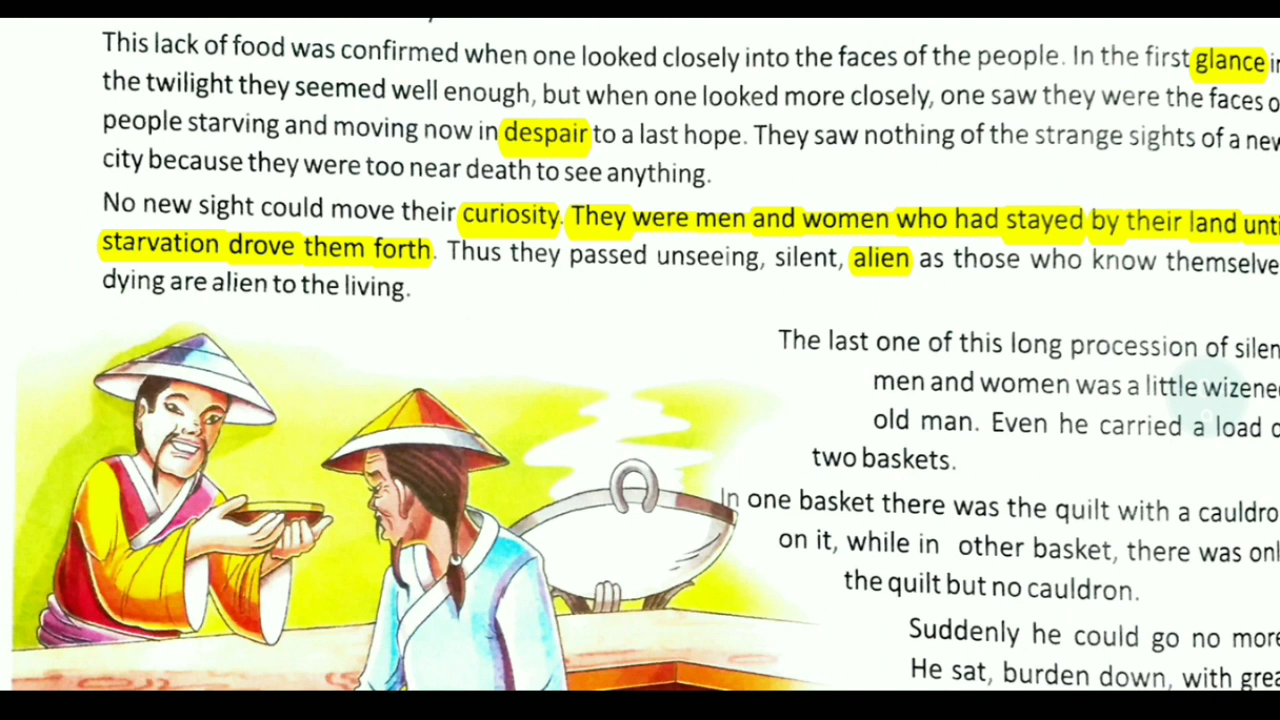 This lack of food was confirmed when one looked closely into the faces of the people. In the first glance
the twilight they seemed well enough, but when one looked more closely, one saw they were the faces
people starving and moving now in despair to a last hope. They saw nothing of the strange sights of a
city because they were too near death to see anything.
No new sight could move their curiosity. They were men and women who had stayed by their land
starvation drove them forth. Thus they passed unseeing, silent, alien as those who know
dying are alien to the living.
The last one of this long procession of
men and women was a little
old man. Even he carried a load
two baskets.
In one basket there was the quilt with a
on it, while in other basket, there was
the quilt but no cauldron.
Suddenly he could go no
He sat, burden down, with